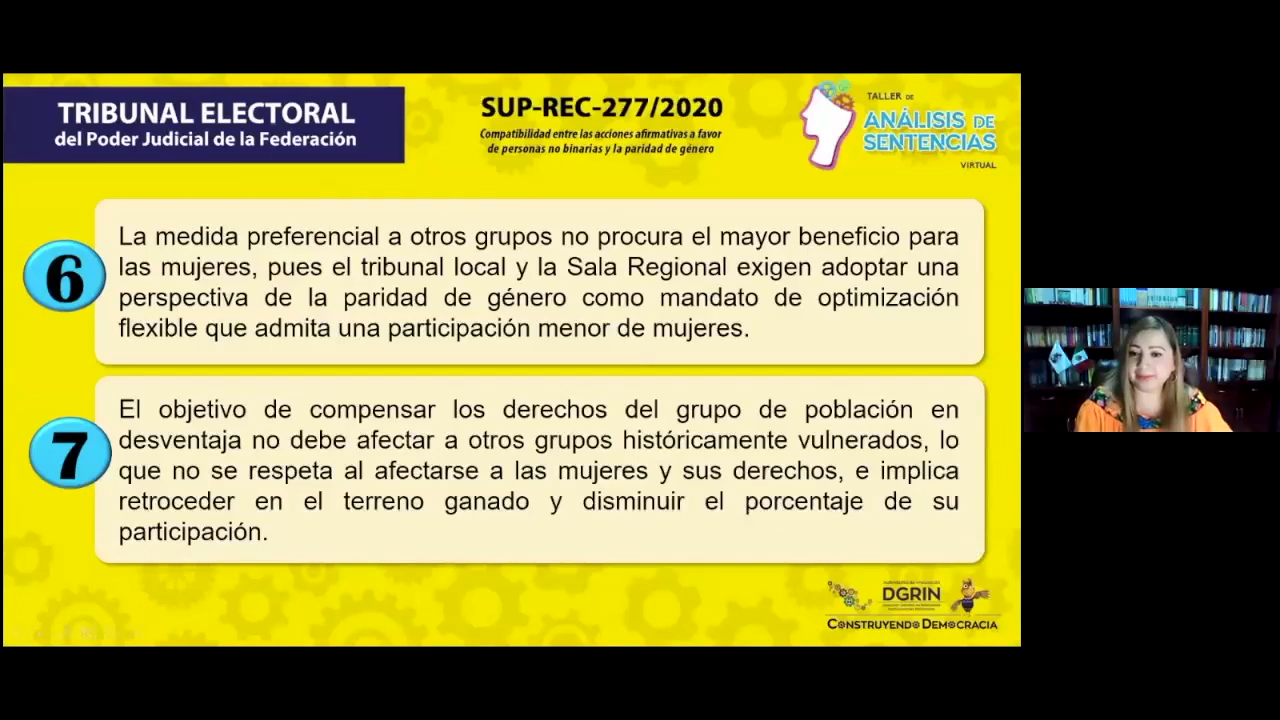 TRIBUNAL ELECTORAL
del Poder Judicial de la Federación
SUP-REC-277/2020
Compatibilidad entre las acciones afirmativas a favor
de personas no binarias y la paridad de género
TALLER DE
ANÁLISIS DE
SENTENCIAS
VIRTUAL
6
La medida preferencial a otros grupos no procura el mayor beneficio para
las mujeres, pues el tribunal local y la Sala Regional exigen adoptar una
perspectiva de la paridad de género como mandato de optimización
flexible que admita una participación menor de mujeres.
7
El objetivo de compensar los derechos del grupo de población en
desventaja no debe afectar a otros grupos históricamente vulnerados, lo
que no se respeta al afectarse a las mujeres y sus derechos, e implica
retroceder en el terreno ganado y disminuir el porcentaje de su
participación.
DGRIN
CONSTRUYENDO DEMOCRACIA